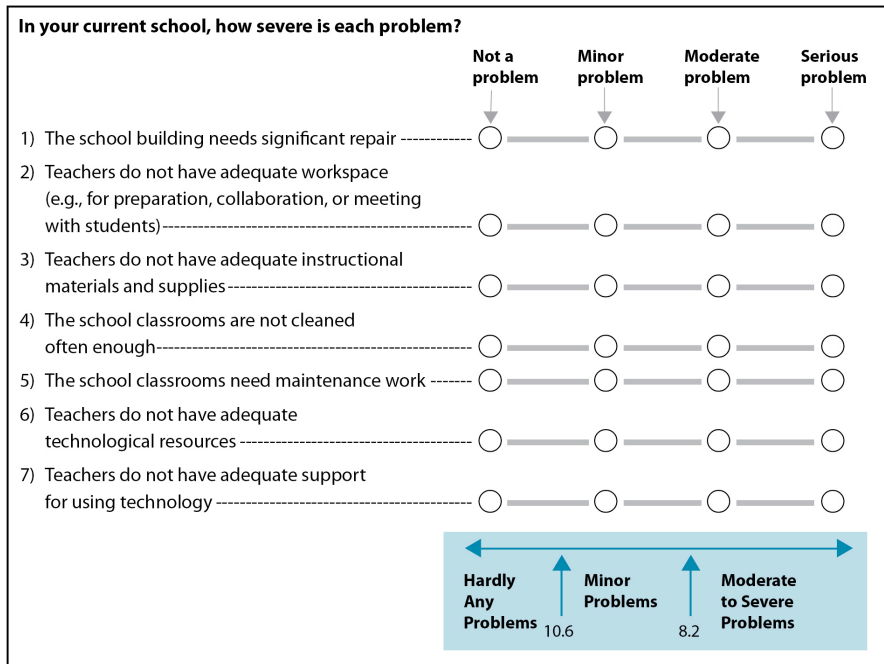 In your current school, how severe is each problem?
Not a Minor Moderate Serious
problem problem problem problem
1) The school building needs significant repair
2) Teachers do not have adequate workspace
(e.g., for preparation, collaboration, or meeting
with students)
3) Teachers do not have adequate instructional
materials and supplies
4) The school classrooms are not cleaned
often enough
5) The school classrooms need maintenance work
6) Teachers do not have adequate
technological resources
7) Teachers do not have adequate support
for using technology
Hardly Minor Moderate
Any Problems to Severe
Problems 10.6 8.2 Problems